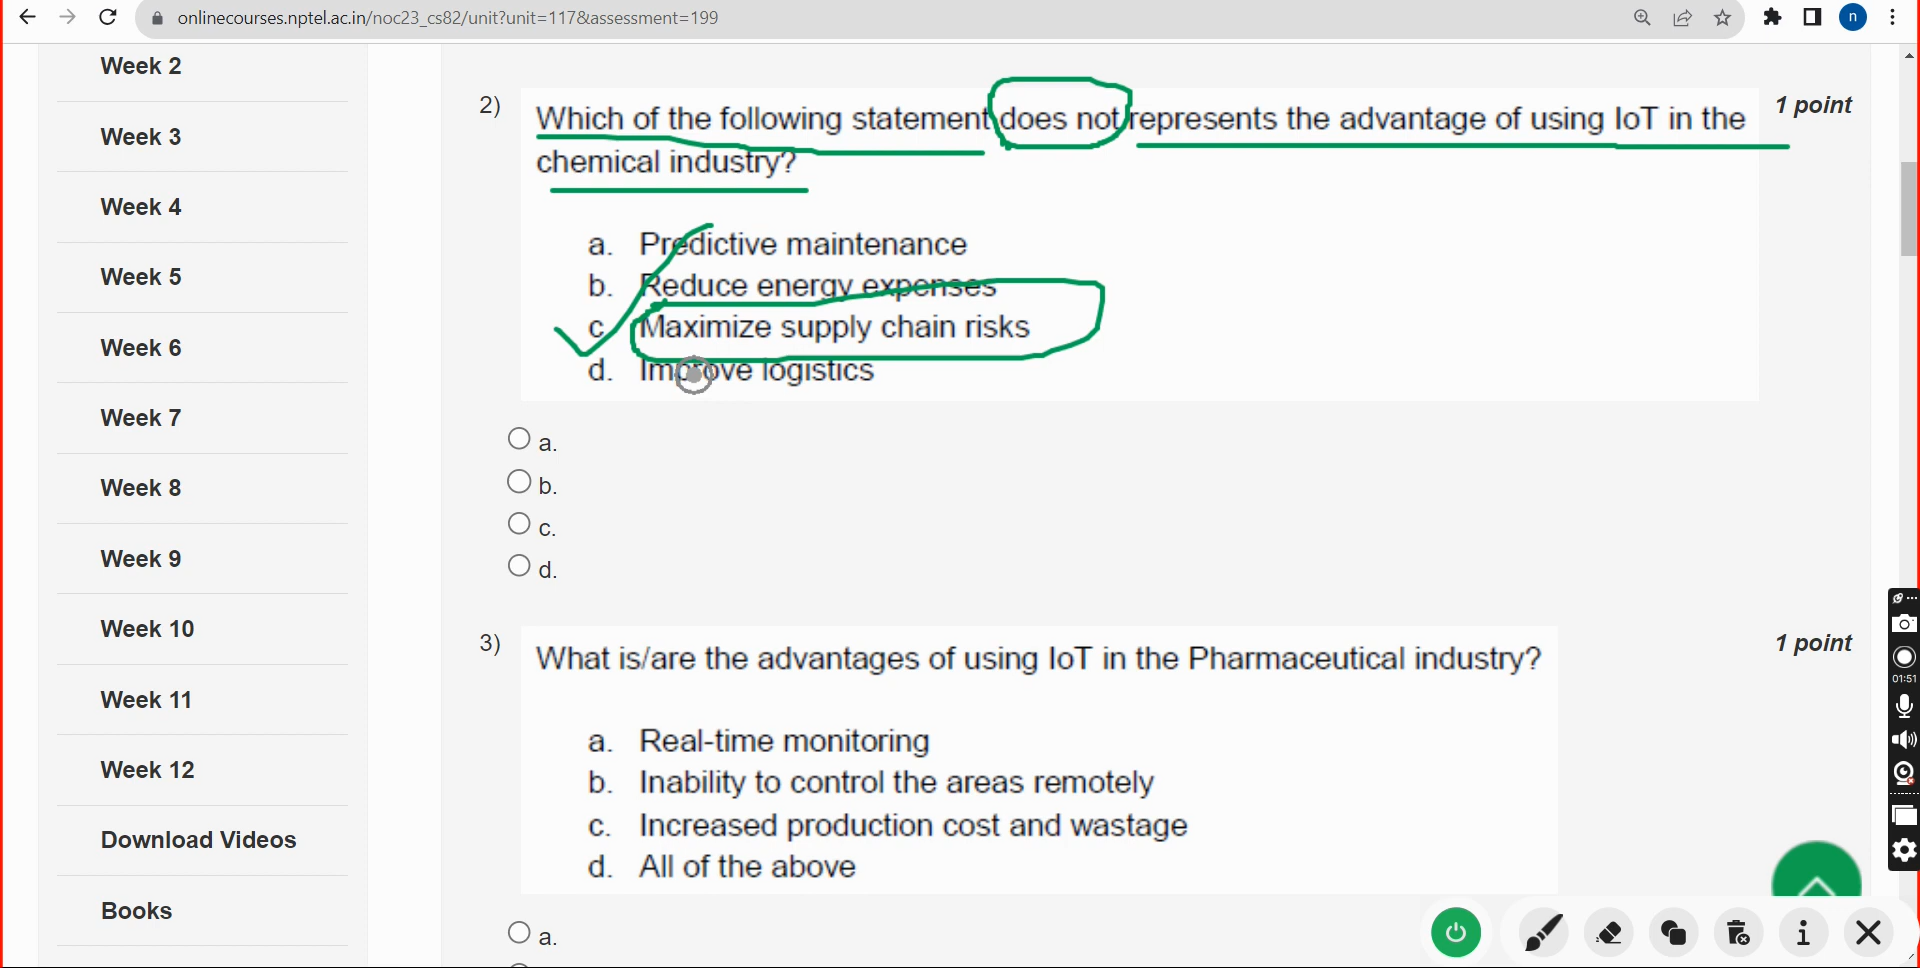 onlinecourses.nptel.ac.in/noc23_cs82/unit?unit=117&assessment=199
n
Week 2
Week 3
Week 4
Week 5
Week 6
Week 7
Week 8
Week 9
Week 10
Week 11
Week 12
Download Videos
Books
2)
Which of the following statement does not represents the advantage of using IoT in the
chemical industry?
1 point
a. Predictive maintenance
b. Reduce energy expenses
c. Maximize supply chain risks
d. Improve logistics
a.
b.
c.
d.
3)
What is/are the advantages of using IoT in the Pharmaceutical industry?
1 point
a. Real-time monitoring
b. Inability to control the areas remotely
c. Increased production cost and wastage
d. All of the above
a.
01:51